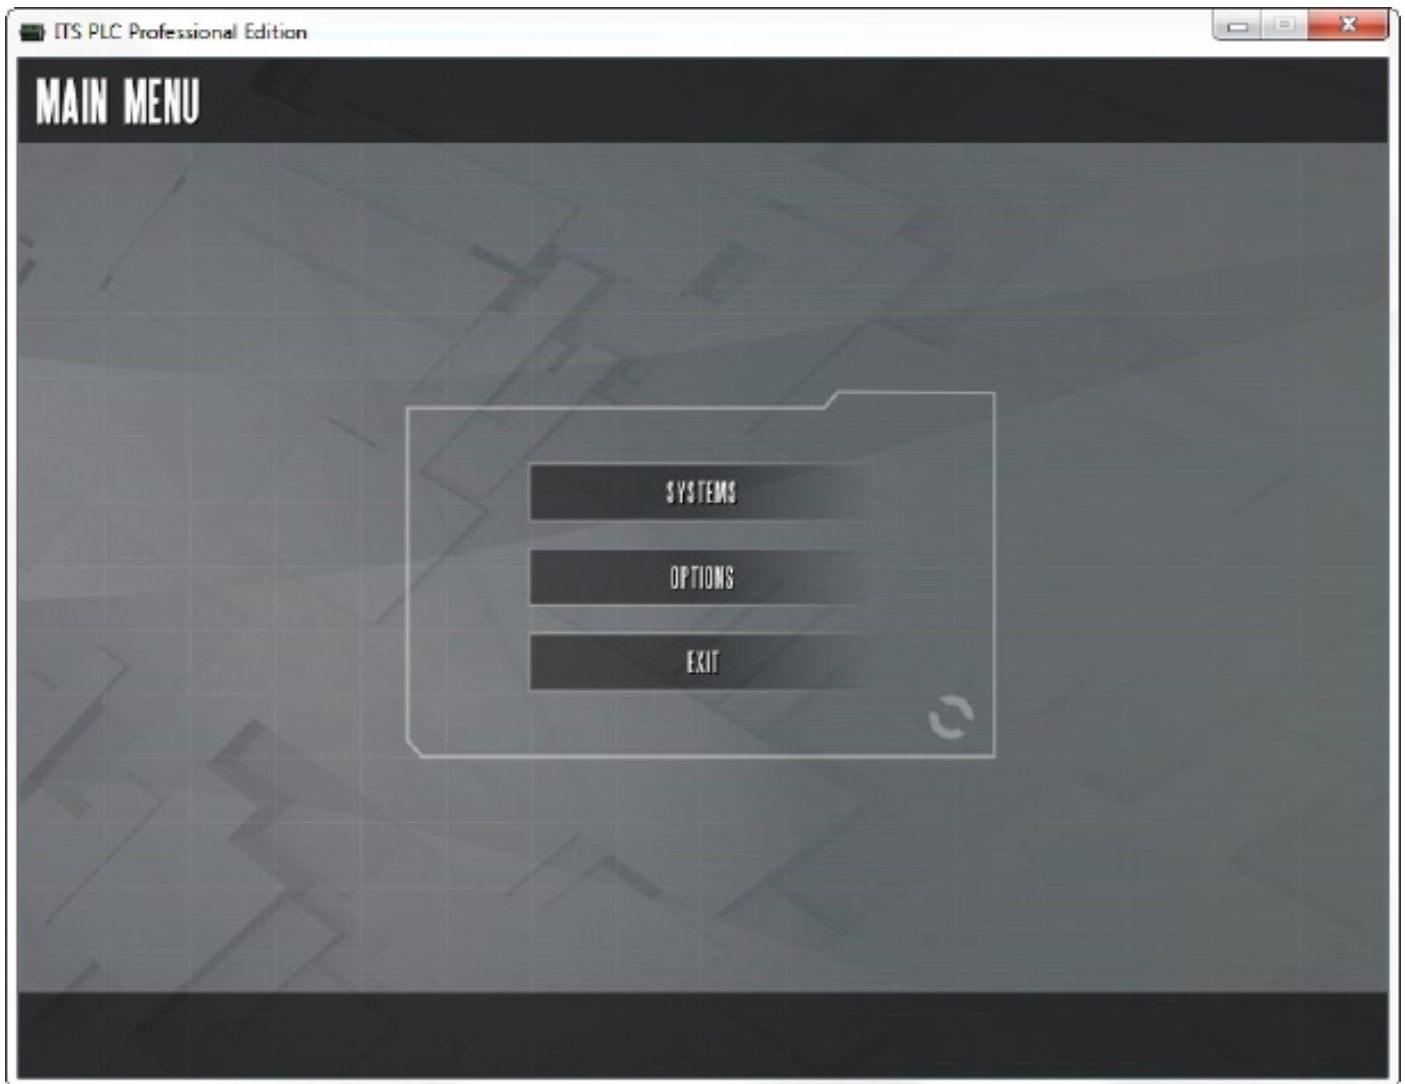 ITS PLC Professional Edition
MAIN MENU
SYSTEMS
OPTIONS
EXIT